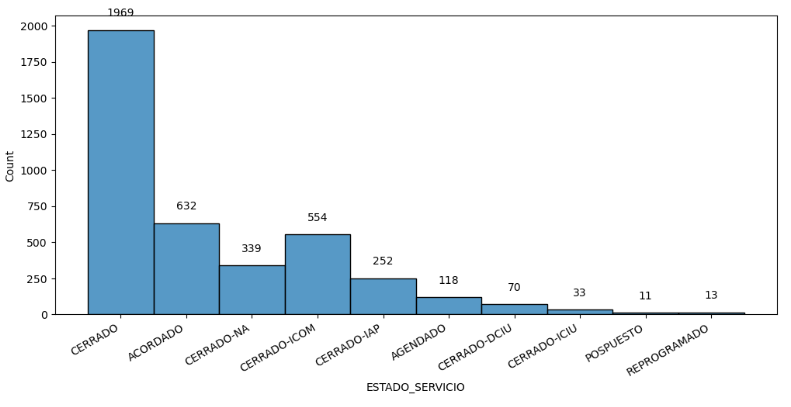 1969
2000
1750
1500
1250
1000
750
500
250
0
Count
632
339
554
252
118
70
33
11
13
CERRADO
ACORDADO
CERRADO-NA
CERRADO-ICOM
CERRADO-IAP
AGENDADO
CERRADO-DCIU
CERRADO-ICIU
POSPUESTO
REPROGRAMADO
ESTADO_SERVICIO